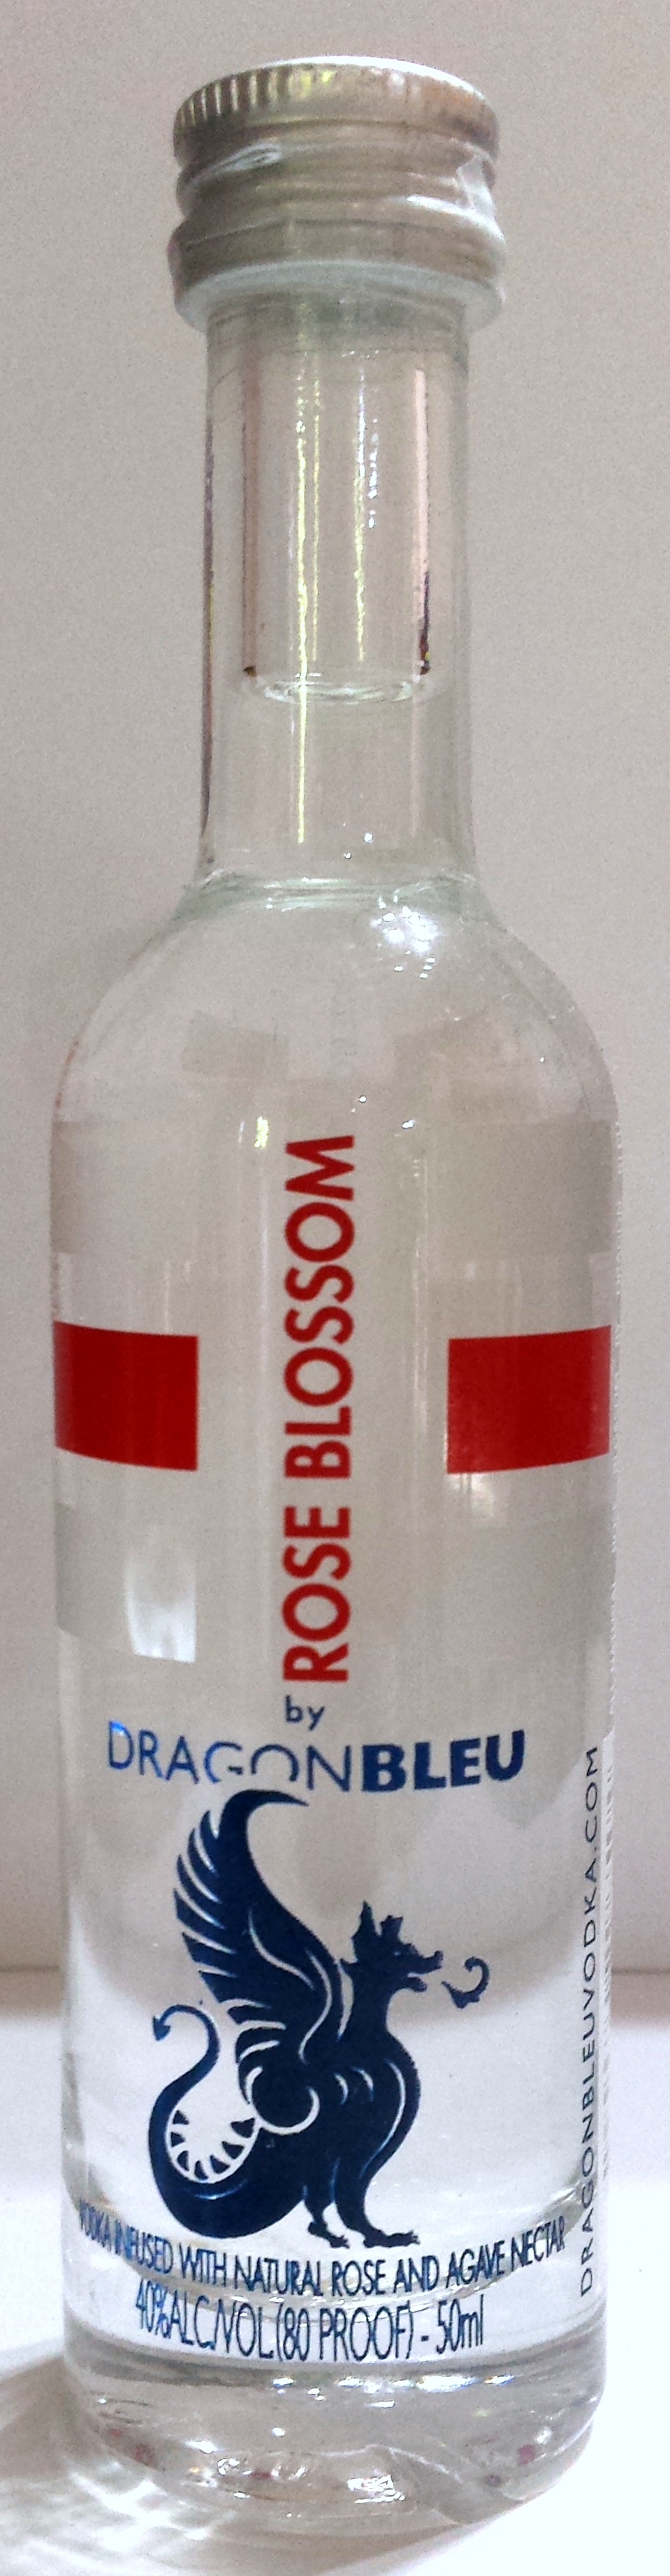 ROSE BLOSSOM
by
DRAGONBLEU
VODKA INFUSED WITH NATURAL ROSE AND AGAVE NECTAR
40%ALC/VOL(80 PROOF) - 50ml
DRAGONBLEUVODKA.COM